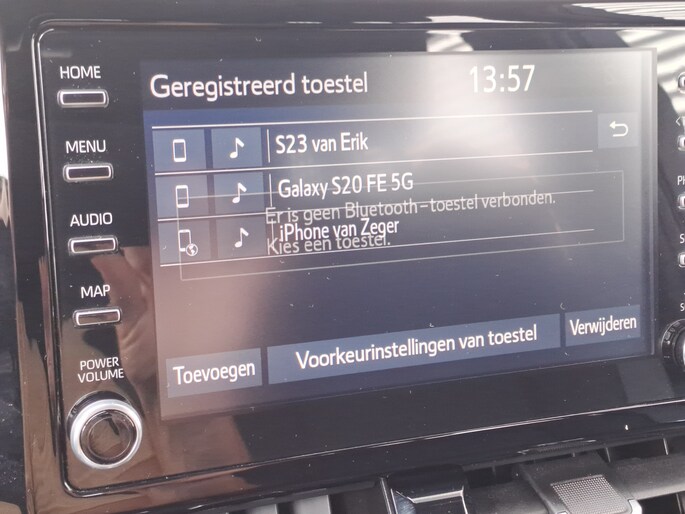 HOME
MENU
AUDIO
MAP
POWER
VOLUME
Geregistreerd toestel
13:57
S23 van Erik
Galaxy S20 FE 5G
Er is geen Bluetooth-toestel verbonden.
iPhone van Zeger
Kies een toestel.
Toevoegen
Voorkeurinstellingen van toestel
Verwijderen